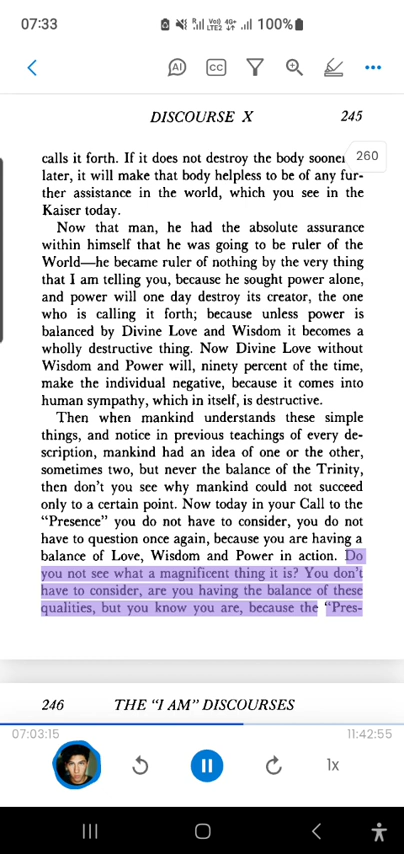 07:33
Voi) 4G+
LTE2
100%
AI
CC
DISCOURSE X 245
260
calls it forth. If it does not destroy the body sooner
later, it will make that body helpless to be of any fur-
ther assistance in the world, which you see in the
Kaiser today.
Now that man, he had the absolute assurance
within himself that he was going to be ruler of the
World—he became ruler of nothing by the very thing
that I am telling you, because he sought power alone,
and power will one day destroy its creator, the one
who is calling it forth; because unless power is
balanced by Divine Love and Wisdom it becomes a
wholly destructive thing. Now Divine Love without
Wisdom and Power will, ninety percent of the time,
make the individual negative, because it comes into
human sympathy, which in itself, is destructive.
Then when mankind understands these simple
things, and notice in previous teachings of every de-
scription, mankind had an idea of one or the other,
sometimes two, but never the balance of the Trinity,
then don't you see why mankind could not succeed
only to a certain point. Now today in your Call to the
“Presence” you do not have to consider, you do not
have to question once again, because you are having a
balance of Love, Wisdom and Power in action. Do
you not see what a magnificent thing it is? You don't
have to consider, are you having the balance of these
qualities, but you know you are, because the “Pres-
246 THE “I AM” DISCOURSES
07:03:15 11:42:55
1x